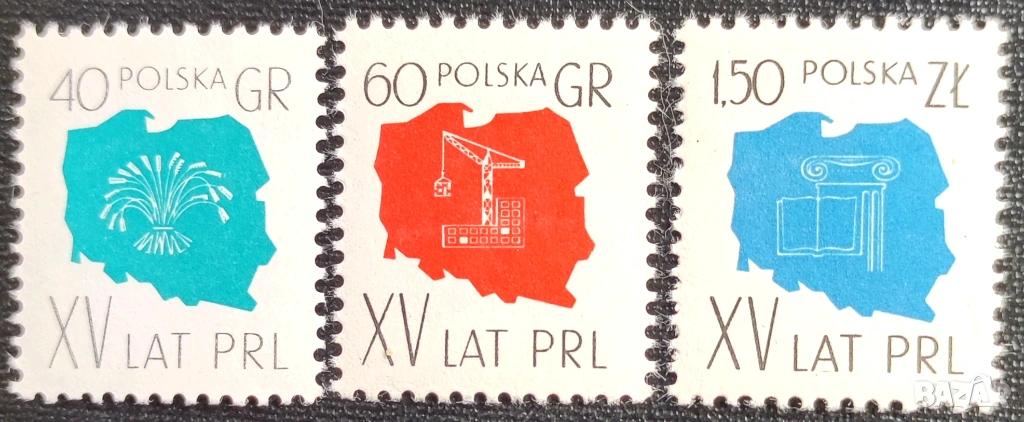 40 POLSKA GR
XV LAT PRL
60 POLSKA GR
XV LAT PRL
1,50 POLSKA ZŁ
XV LAT PRL
БАЗАР